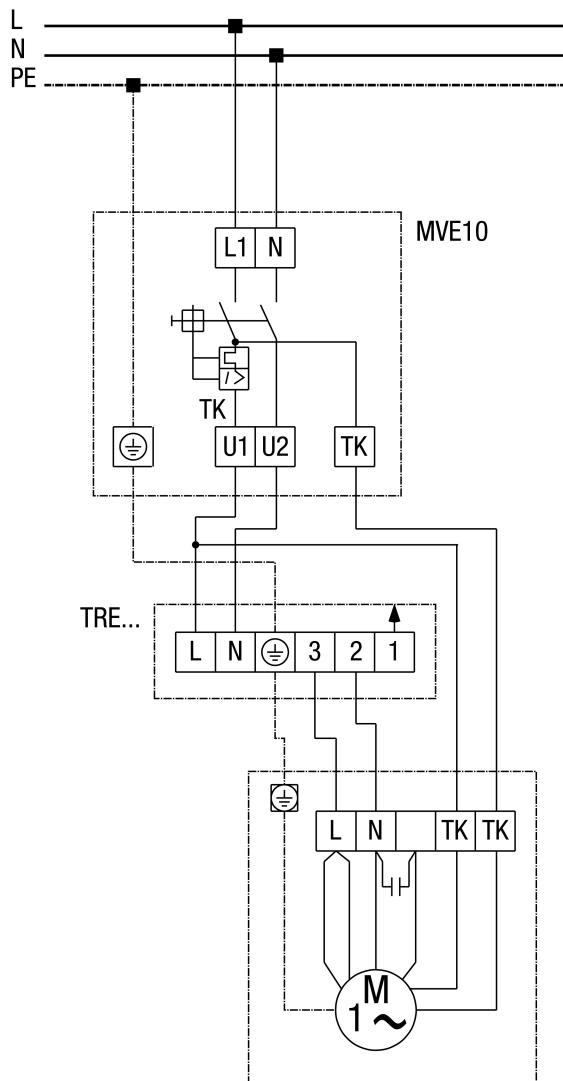 L
N
PE
MVE10
L1 N
I>
TK
U1 U2 TK
TRE...
L N 3 2 1
L N TK TK
M
1 ~